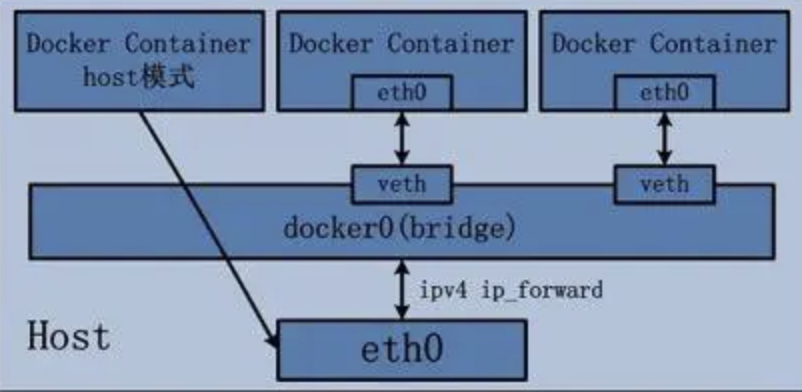 Docker Container
host模式
Docker Container
eth0
Docker Container
eth0
veth
veth
docker0(bridge)
ipv4 ip_forward
Host
eth0